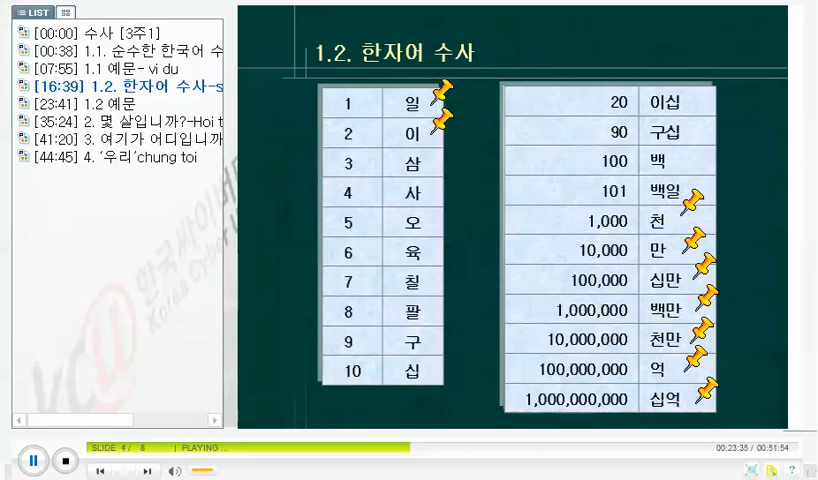 LIST
[00:00] 수사 [3주1]
[00:38] 1.1. 순수한 한국어 수
[07:55] 1.1 예문- vi du
[16:39] 1.2. 한자어 수사-s
[23:41] 1.2 예문
[35:24] 2. 몇 살입니까?-Hoi t
[41:20] 3. 여기가 어디입니까
[44:45] 4. ‘우리’chung toi
1.2. 한자어 수사
1 일
2 이
3 삼
4 사
5 오
6 육
7 칠
8 팔
9 구
10 십
20 이십
90 구십
100 백
101 백일
1,000 천
10,000 만
100,000 십만
1,000,000 백만
10,000,000 천만
100,000,000 억
1,000,000,000 십억
SLIDE 4 / 8 | PLAYING ...
00:23:35 / 00:51:54